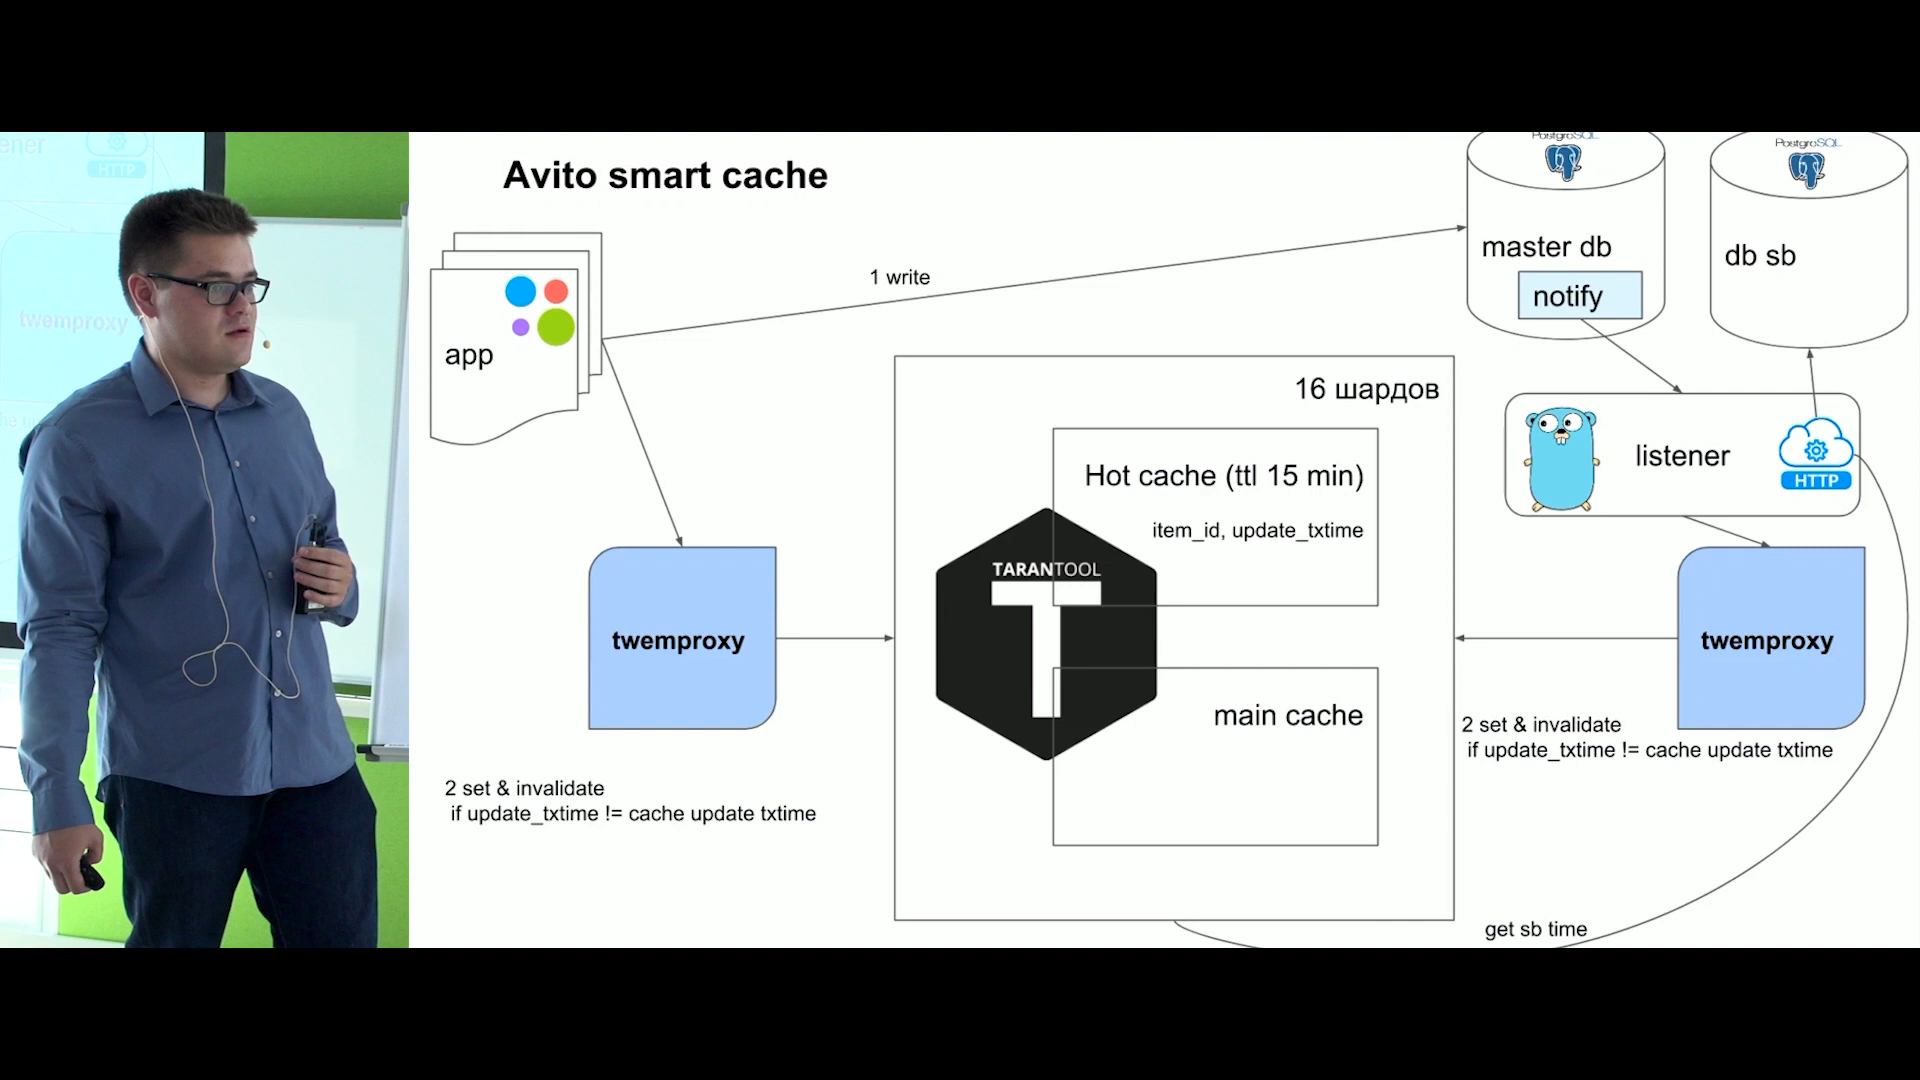 Avito smart cache
PostgreSQL
PostgreSQL
master db
notify
db sb
1 write
app
16 шардов
Hot cache (ttl 15 min)
item_id, update_txtime
TARANTOOL
T
main cache
listener
HTTP
twemproxy
twemproxy
2 set & invalidate
if update_txtime != cache update txtime
2 set & invalidate
if update_txtime != cache update txtime
get sb time
ener
HTTP
twemproxy